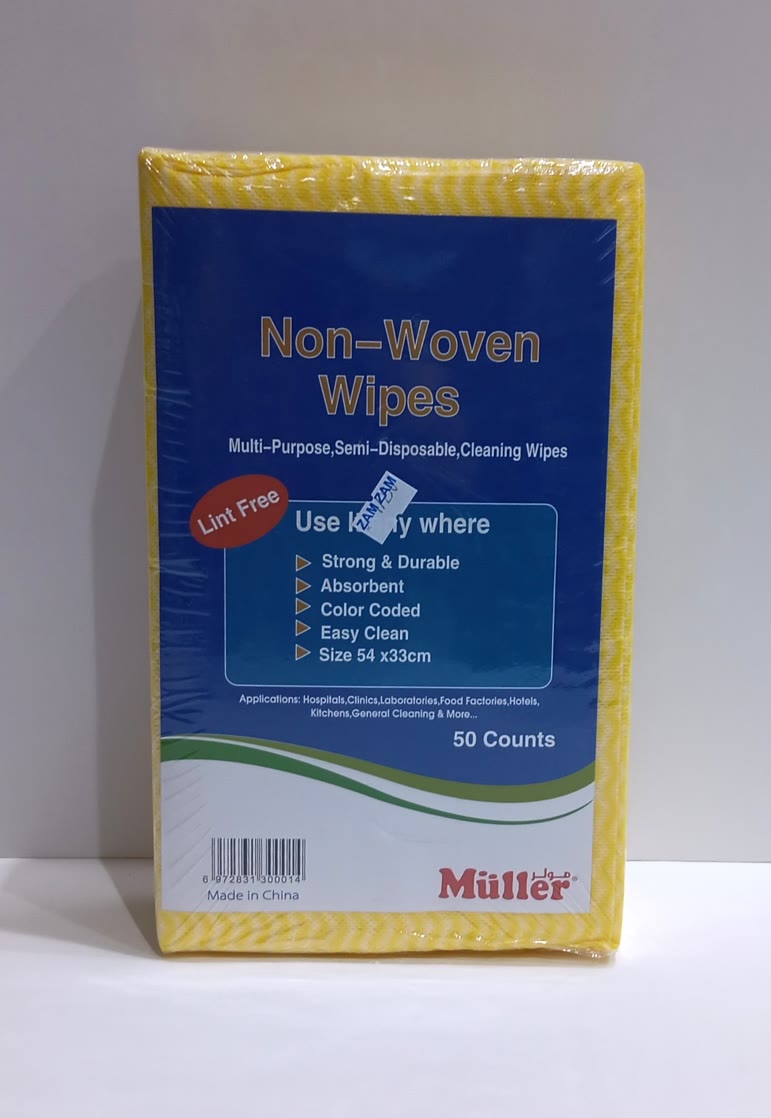 Non-Woven
Wipes
Multi-Purpose,Semi-Disposable,Cleaning Wipes
Lint Free
ZAM ZAM
Use where
Strong & Durable
Absorbent
Color Coded
Easy Clean
Size 54 x33cm
Applications: Hospitals,Clinics,Laboratories,Food Factories,Hotels,
Kitchens,General Cleaning & More...
50 Counts
6 972831 300014
Made in China
مولر
Müller®